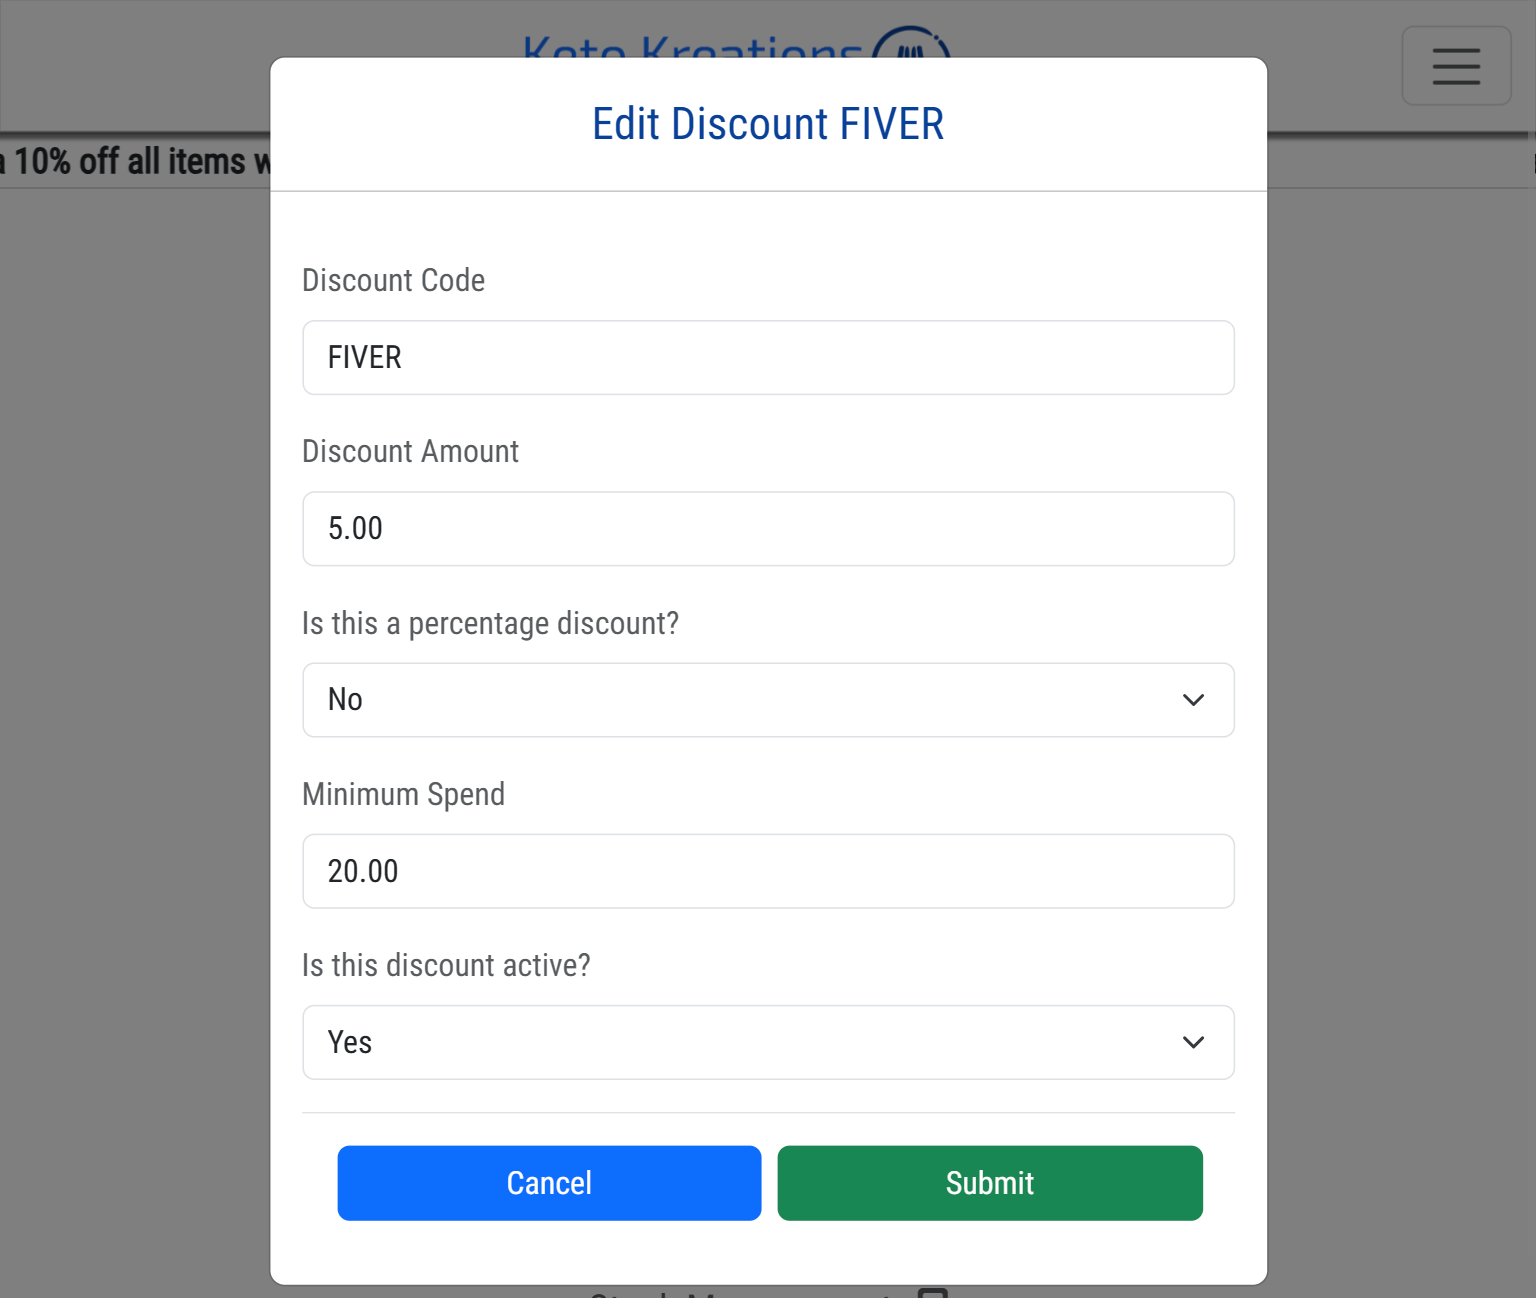 Keto Kreations
a 10% off all items
Edit Discount FIVER
Discount Code
FIVER
Discount Amount
5.00
Is this a percentage discount?
No
Minimum Spend
20.00
Is this discount active?
Yes
Cancel
Submit